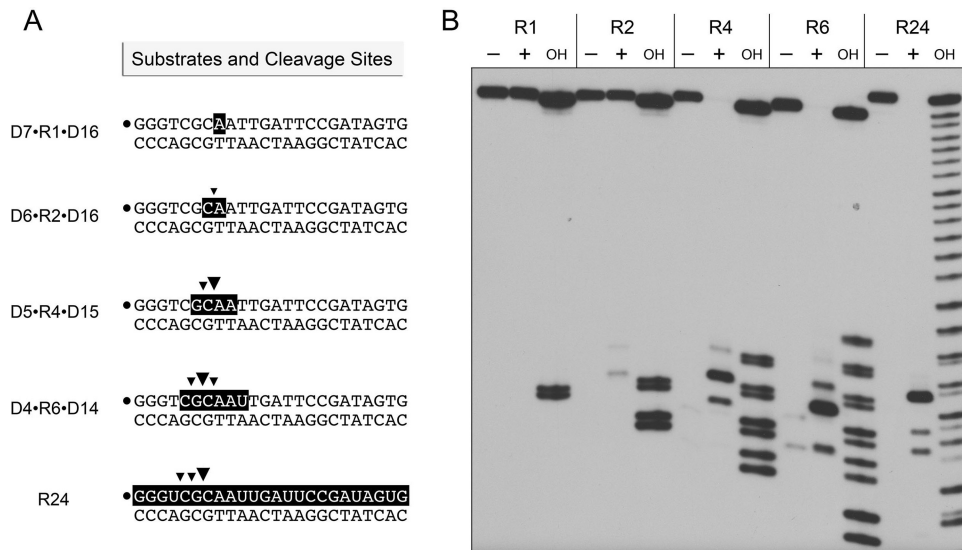 A
Substrates and Cleavage Sites
D7•R1•D16
•GGGTCGCAATTGATTCCGATAGTG
CCCAGCGTTAACTAAGGCTATCAC
D6•R2•D16
•GGGTCGCAATTGATTCCGATAGTG
CCCAGCGTTAACTAAGGCTATCAC
D5•R4•D15
•GGGTCGCAATTGATTCCGATAGTG
CCCAGCGTTAACTAAGGCTATCAC
D4•R6•D14
•GGGTCGCAAUTGATTCCGATAGTG
CCCAGCGTTAACTAAGGCTATCAC
R24
•GGGUCGCAAUUGAUUCCGAUAGUG
CCCAGCGTTAACTAAGGCTATCAC
B
R1 R2 R4 R6 R24
− + OH − + OH − + OH − + OH − + OH